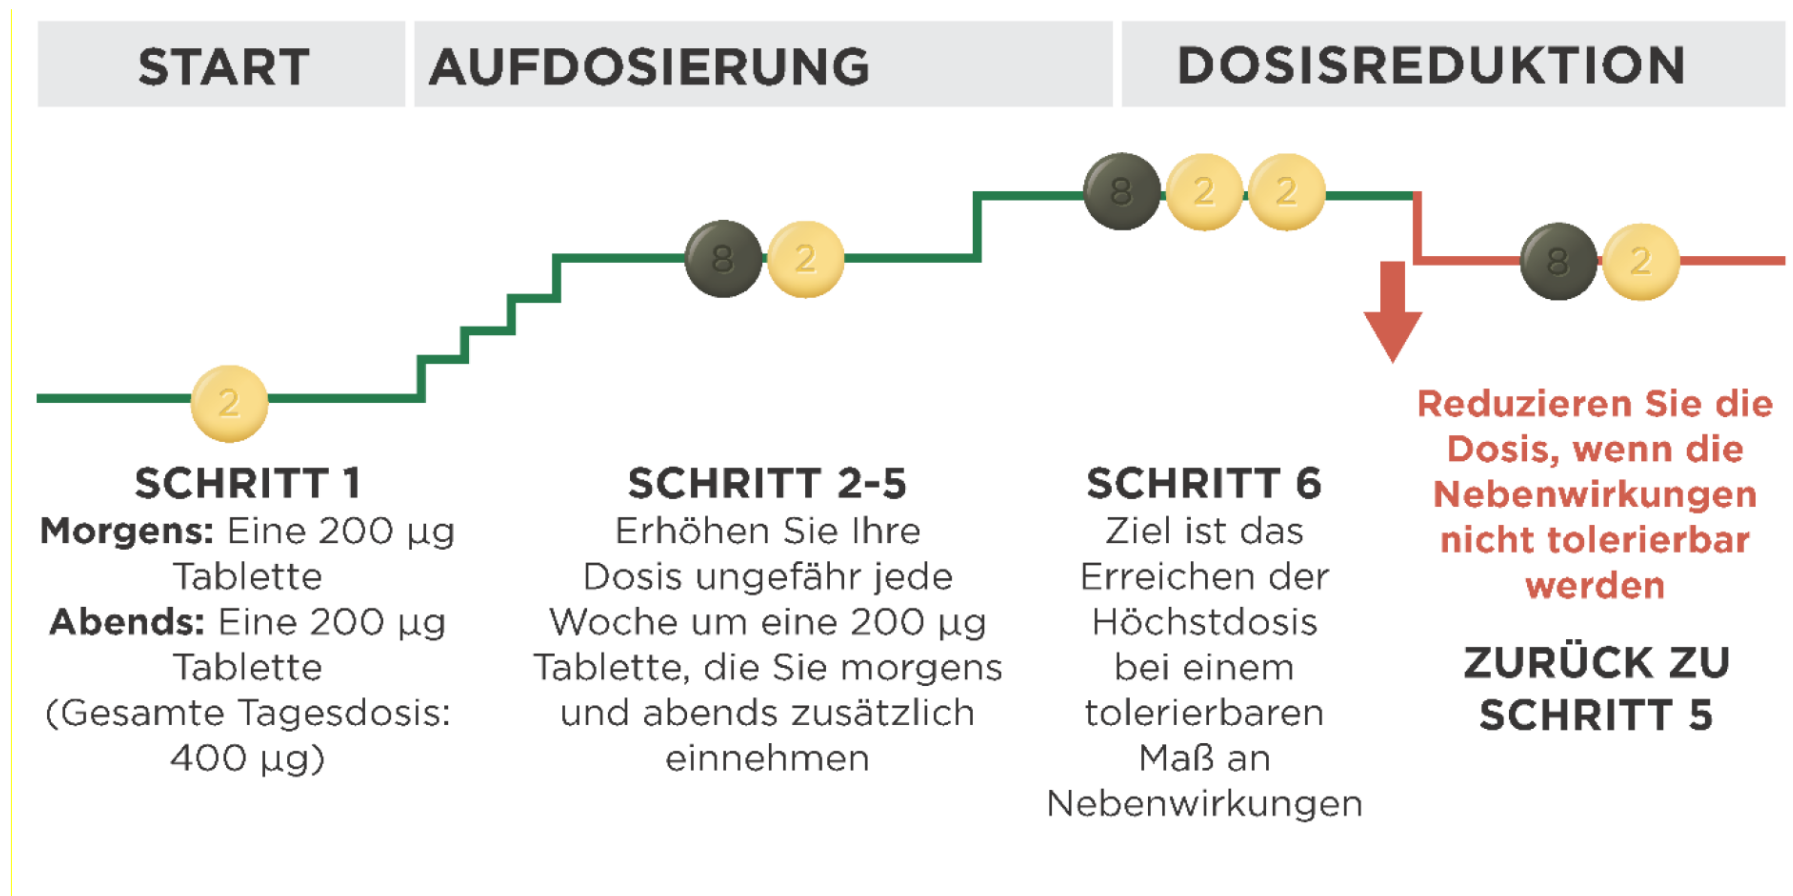 START
AUFDOSIERUNG
DOSISREDUKTION
8
2
2
8
2
8
2
2
SCHRITT 1
Morgens: Eine 200 µg
Tablette
Abends: Eine 200 µg
Tablette
(Gesamte Tagesdosis:
400 µg)
SCHRITT 2-5
Erhöhen Sie Ihre
Dosis ungefähr jede
Woche um eine 200 µg
Tablette, die Sie morgens
und abends zusätzlich
einnehmen
SCHRITT 6
Ziel ist das
Erreichen der
Höchstdosis
bei einem
tolerierbaren
Maß an
Nebenwirkungen
Reduzieren Sie die
Dosis, wenn die
Nebenwirkungen
nicht tolerierbar
werden
ZURÜCK ZU
SCHRITT 5